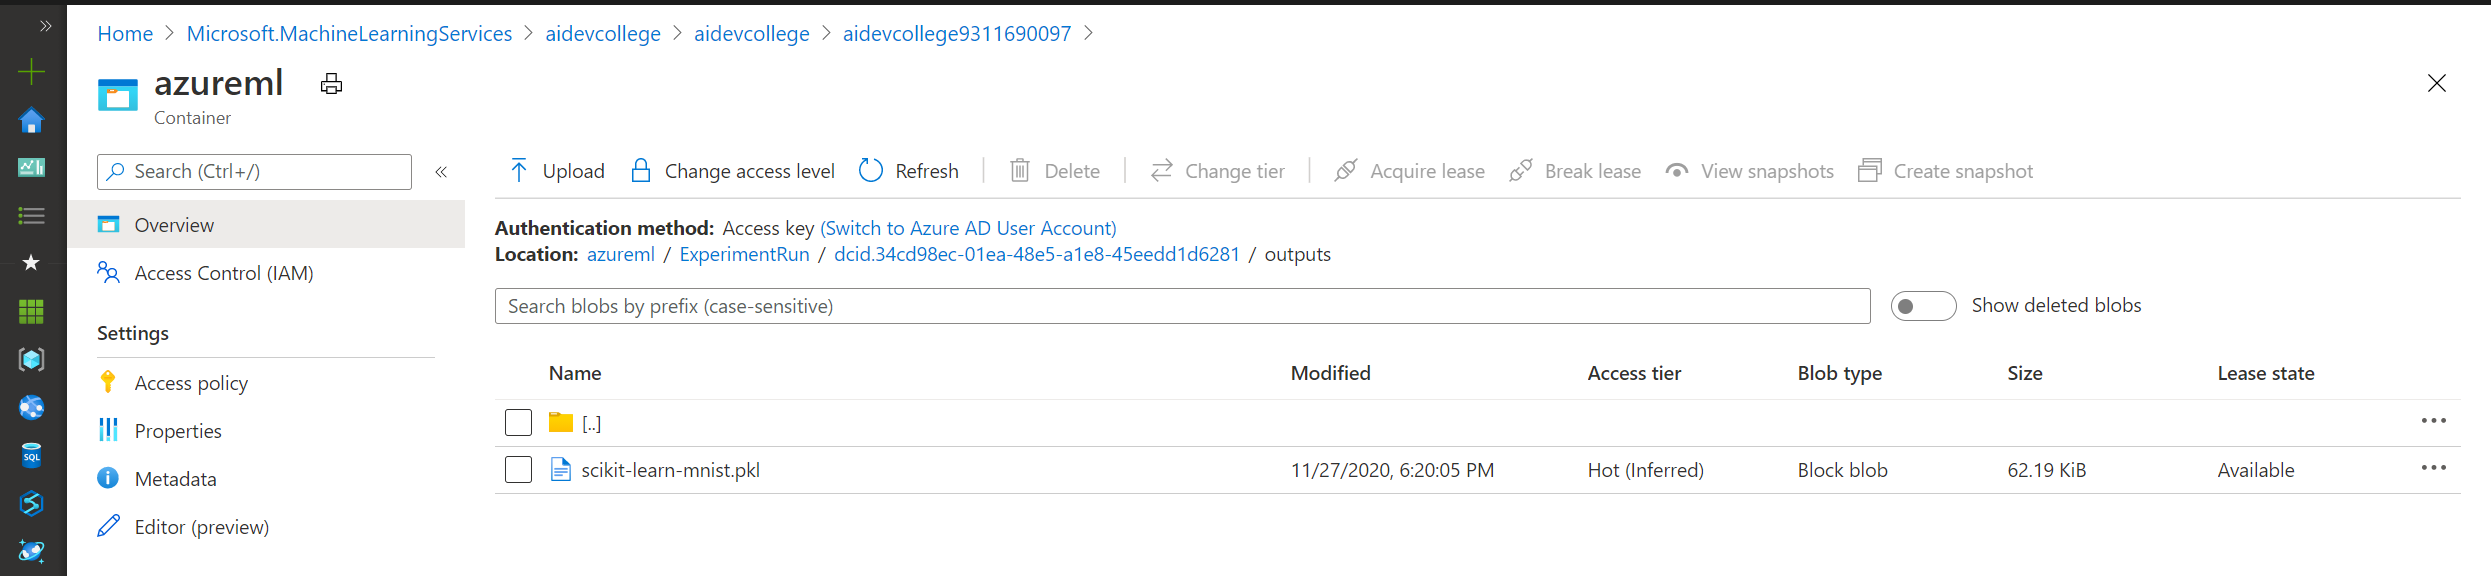 Home > Microsoft.MachineLearningServices > aidevcollege > aidevcollege > aidevcollege9311690097 >
azureml
Container
Search (Ctrl+/)
«
Overview
Access Control (IAM)
Settings
Access policy
Properties
Metadata
Editor (preview)
Upload Change access level Refresh Delete Change tier Acquire lease Break lease View snapshots Create snapshot
Authentication method: Access key (Switch to Azure AD User Account)
Location: azureml / ExperimentRun / dcid.34cd98ec-01ea-48e5-a1e8-45eedd1d6281 / outputs
Search blobs by prefix (case-sensitive)
Show deleted blobs
Name Modified Access tier Blob type Size Lease state
[..]
scikit-learn-mnist.pkl 11/27/2020, 6:20:05 PM Hot (Inferred) Block blob 62.19 KiB Available
SQL